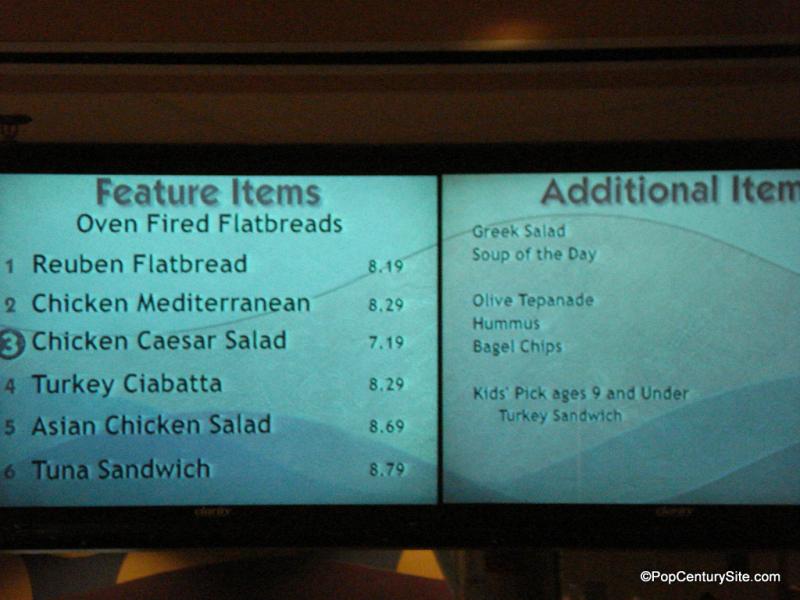 Feature Items
Oven Fired Flatbreads
1 Reuben Flatbread 8.19
2 Chicken Mediterranean 8.29
3 Chicken Caesar Salad 7.19
4 Turkey Ciabatta 8.29
5 Asian Chicken Salad 8.69
6 Tuna Sandwich 8.79
clarity
Additional Item
Greek Salad
Soup of the Day
Olive Tepanade
Hummus
Bagel Chips
Kids' Pick ages 9 and Under
Turkey Sandwich
clarity
©PopCenturySite.com